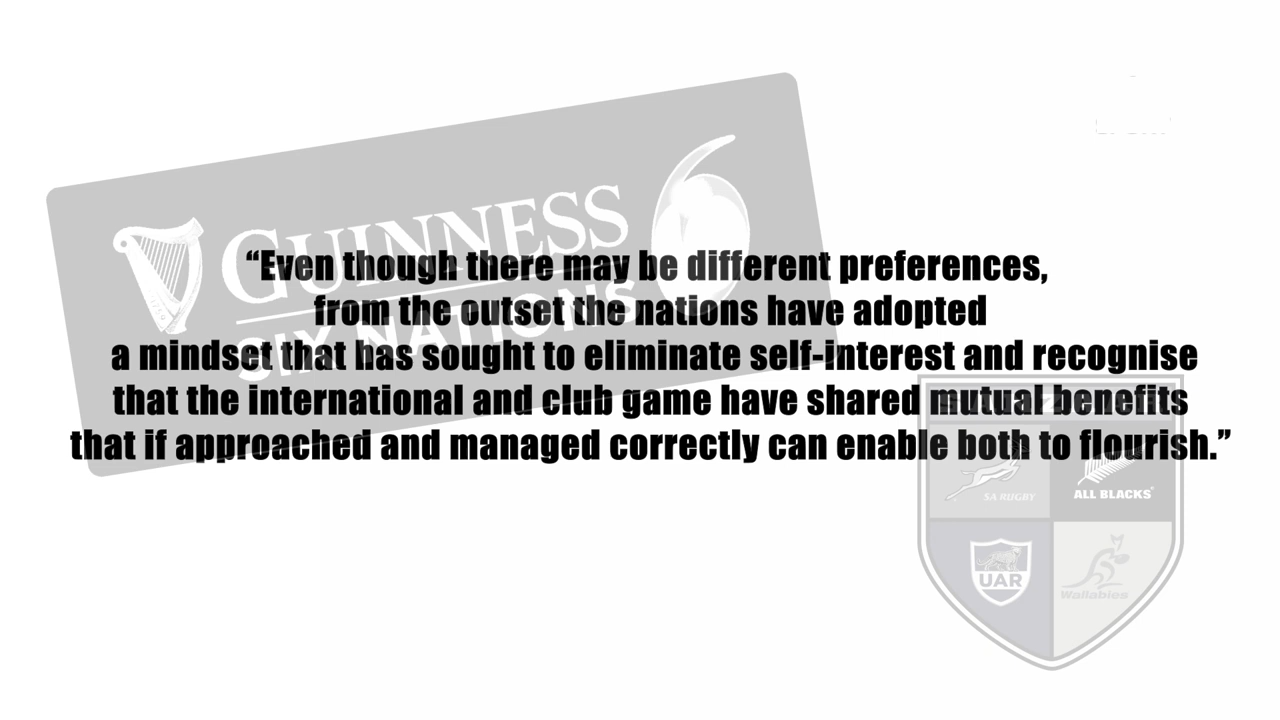 GUINNESS
SIX NATIONS
“Even though there may be different preferences,
from the outset the nations have adopted
a mindset that has sought to eliminate self-interest and recognise
that the international and club game have shared mutual benefits
that if approached and managed correctly can enable both to flourish.”
SA RUGBY
ALL BLACKS
UAR
Wallabies